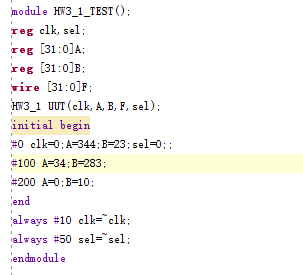 module HW3_1_TEST();
reg clk,sel;
reg [31:0]A;
reg [31:0]B;
wire [31:0]F;
HW3_1 UUT(clk,A,B,F,sel);
initial begin
#0 clk=0;A=344;B=23;sel=0;;
#100 A=34;B=283;
#200 A=0;B=10;
end
always #10 clk=~clk;
always #50 sel=~sel;
endmodule